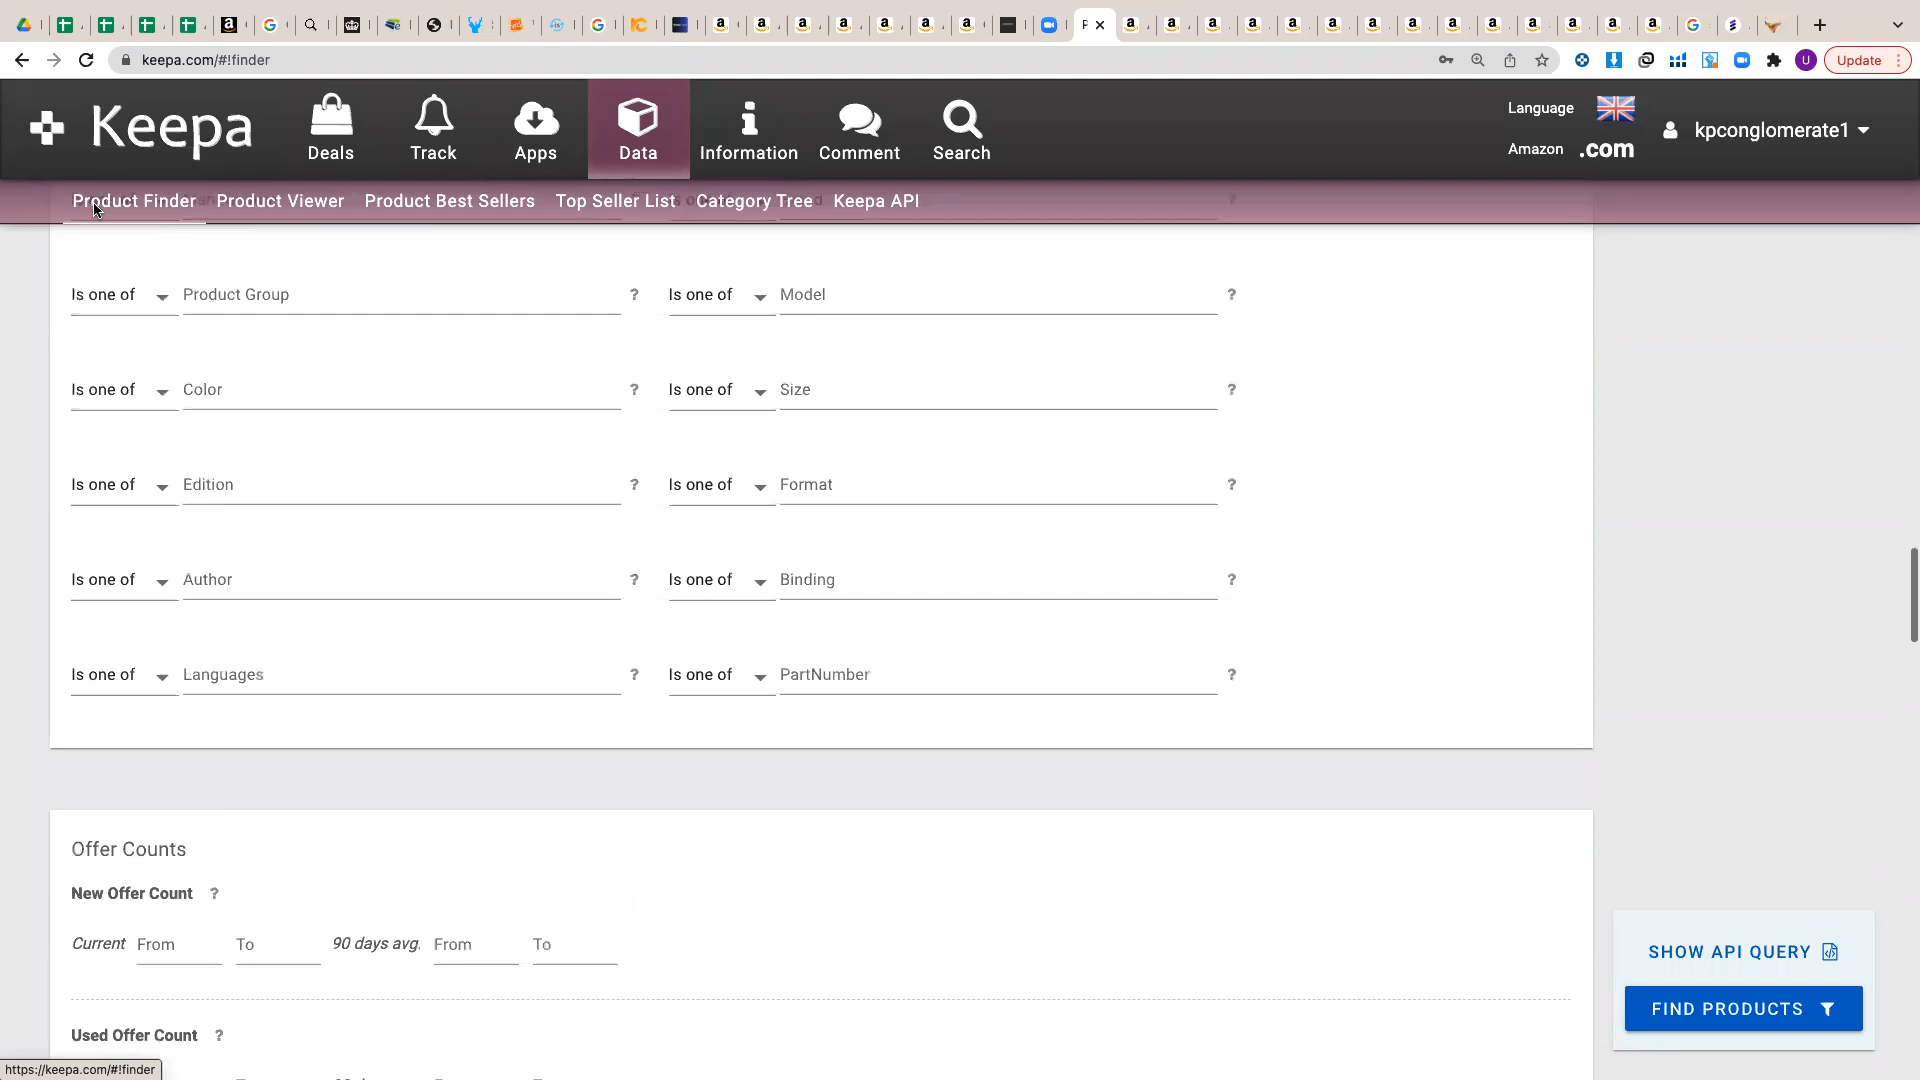 keepa.com/#!finder
Update
Keepa
Deals
Track
Apps
Data
Information
Comment
Search
Language
Amazon .com
kpconglomerate1
Product Finder
Product Viewer
Product Best Sellers
Top Seller List
Category Tree
Keepa API
Is one of Product Group ? Is one of Model ?
Is one of Color ? Is one of Size ?
Is one of Edition ? Is one of Format ?
Is one of Author ? Is one of Binding ?
Is one of Languages ? Is one of PartNumber ?
Offer Counts
New Offer Count ?
Current From To 90 days avg. From To
Used Offer Count ?
SHOW API QUERY
FIND PRODUCTS
https://keepa.com/#!finder